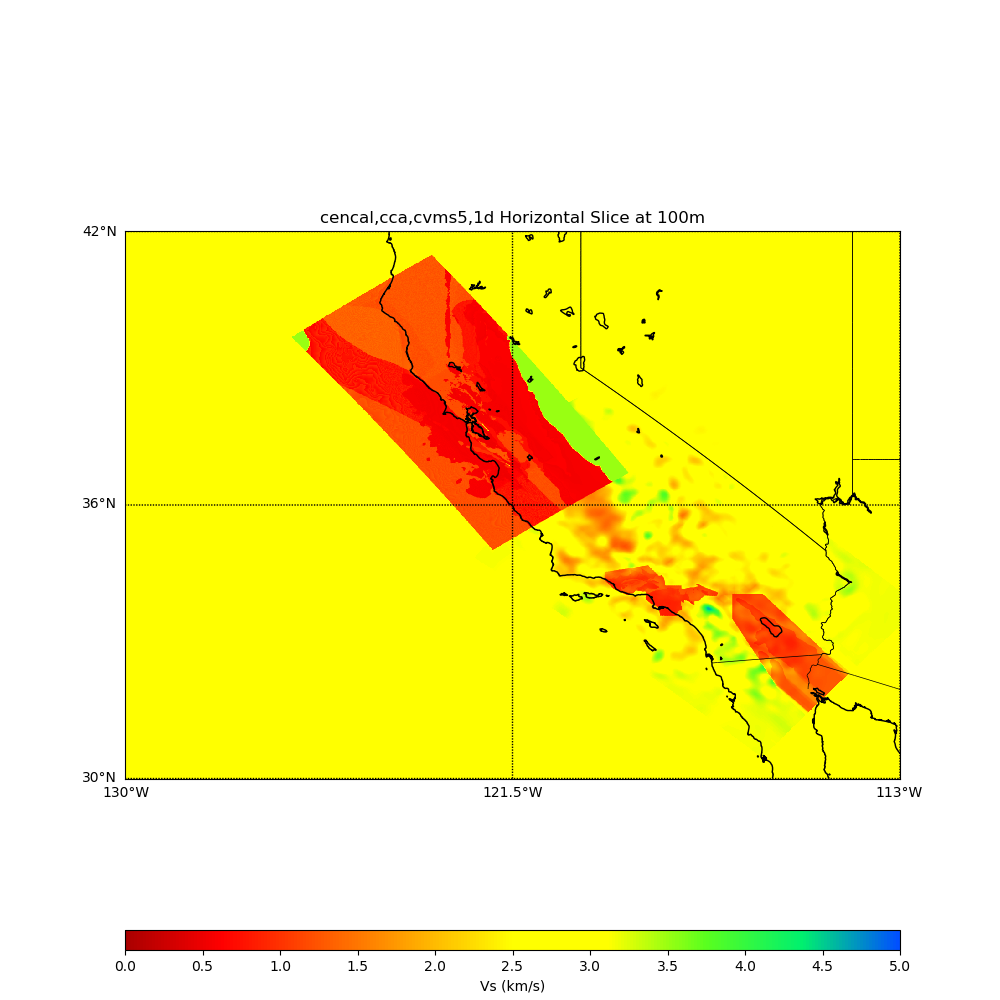 cencal,cca,cvms5,1d Horizontal Slice at 100m
42°N
36°N
30°N
130°W 121.5°W 113°W
0.0 0.5 1.0 1.5 2.0 2.5 3.0 3.5 4.0 4.5 5.0
Vs (km/s)